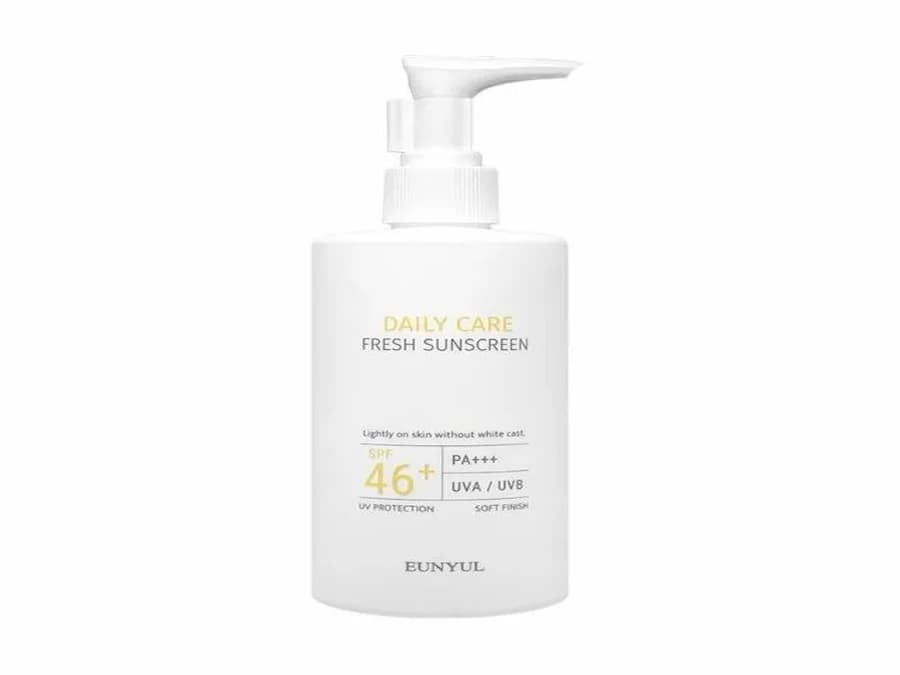 DAILY CARE
FRESH SUNSCREEN
Lightly on skin without white cast.
SPF
46+
PA+++
UVA / UVB
UV PROTECTION
SOFT FINISH
EUNYUL